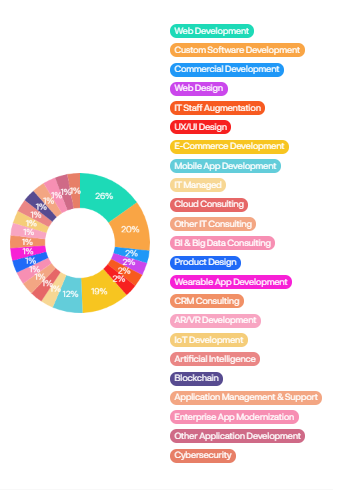 Web Development
Custom Software Development
Commercial Development
Web Design
IT Staff Augmentation
UX/UI Design
E-Commerce Development
Mobile App Development
IT Managed
Cloud Consulting
Other IT Consulting
BI & Big Data Consulting
Product Design
Wearable App Development
CRM Consulting
AR/VR Development
IoT Development
Artificial Intelligence
Blockchain
Application Management & Support
Enterprise App Modernization
Other Application Development
Cybersecurity
26%
20%
2%
2%
2%
2%
19%
12%
1%
1%
1%
1%
1%
1%
1%
1%
1%
1%
1%
1%
1%
1%